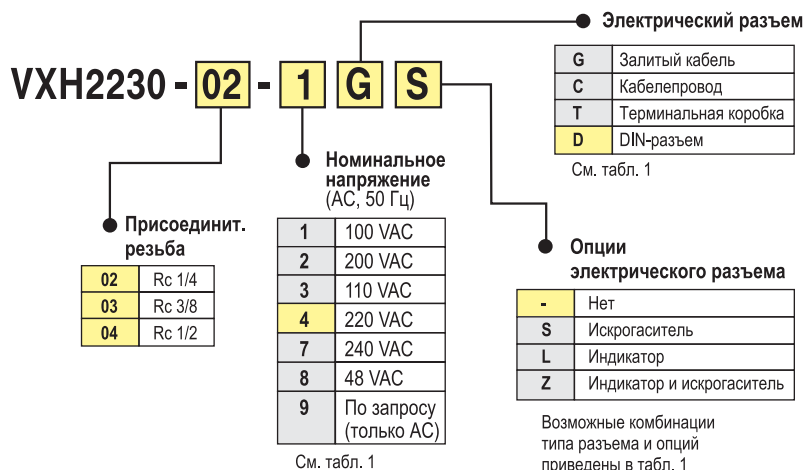 Электрический разъем
G Залитый кабель
C Кабелепровод
T Терминальная коробка
D DIN-разъем
См. табл. 1
VXH2230 - 02 - 1 G S
Номинальное
напряжение
(AC, 50 Гц)
1 100 VAC
2 200 VAC
3 110 VAC
4 220 VAC
7 240 VAC
8 48 VAC
9 По запросу
(только AC)
См. табл. 1
Присоединит.
резьба
02 Rc 1/4
03 Rc 3/8
04 Rc 1/2
Опции
электрического разъема
- Нет
S Искрогаситель
L Индикатор
Z Индикатор и искрогаситель
Возможные комбинации
типа разъема и опций
приведены в табл. 1